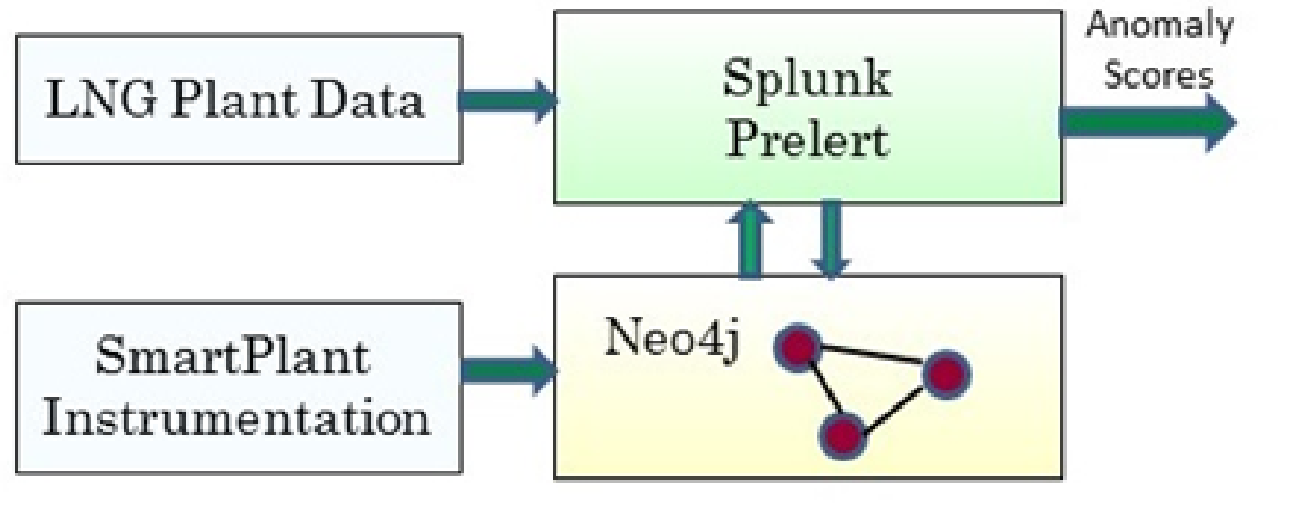 LNG Plant Data
Splunk
Prelert
Anomaly
Scores
SmartPlant
Instrumentation
Neo4j